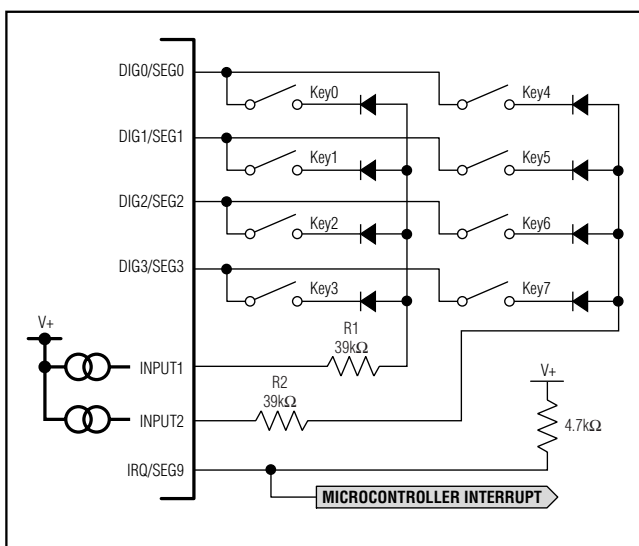 DIG0/SEG0
Key0
Key4
DIG1/SEG1
Key1
Key5
DIG2/SEG2
Key2
Key6
DIG3/SEG3
Key3
Key7
V+
R1
39kΩ
INPUT1
R2
39kΩ
V+
INPUT2
4.7kΩ
IRQ/SEG9
MICROCONTROLLER INTERRUPT